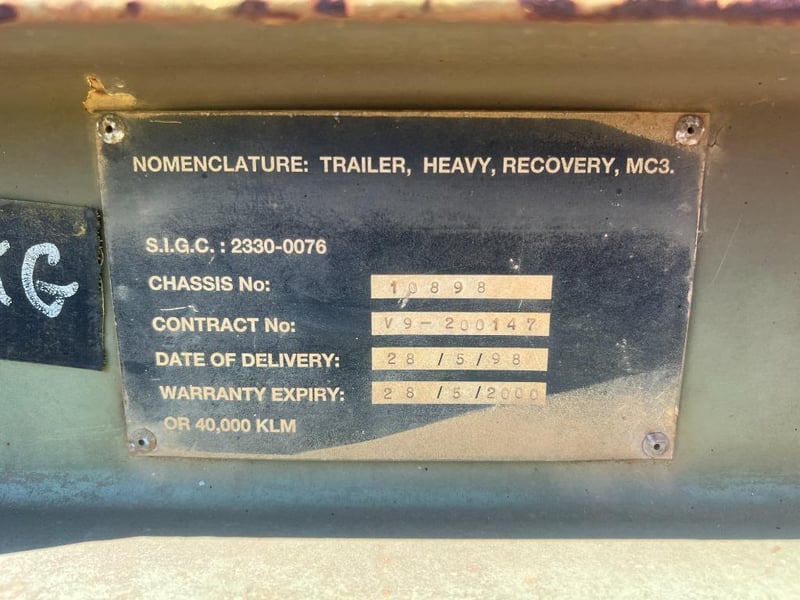 NOMENCLATURE: TRAILER, HEAVY, RECOVERY, MC3.
S.I.G.C. : 2330-0076
CHASSIS No: 10898
CONTRACT No: V9-200147
DATE OF DELIVERY: 28 / 5 / 98
WARRANTY EXPIRY: 28 / 5 / 2000
OR 40,000 KLM
KG